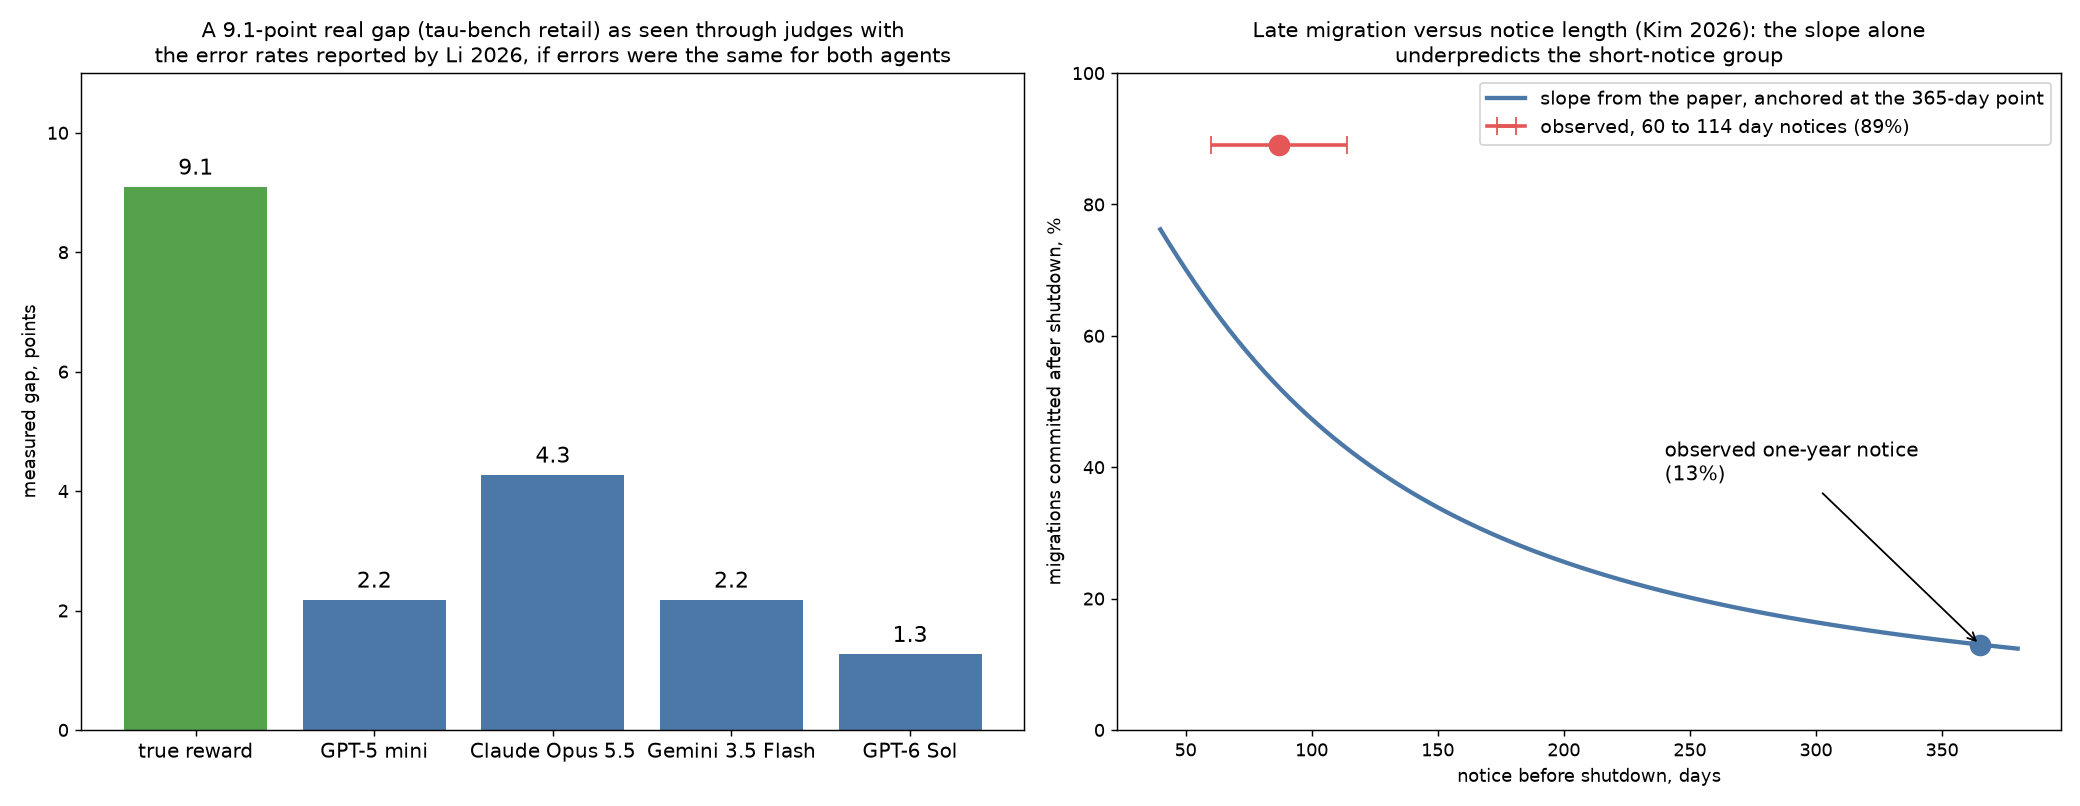 A 9.1-point real gap (tau-bench retail) as seen through judges with
the error rates reported by Li 2026, if errors were the same for both agents
measured gap, points
10
8
6
4
2
0
9.1
2.2
4.3
2.2
1.3
true reward
GPT-5 mini
Claude Opus 5.5
Gemini 3.5 Flash
GPT-6 Sol
Late migration versus notice length (Kim 2026): the slope alone
underpredicts the short-notice group
migrations committed after shutdown, %
100
80
60
40
20
0
slope from the paper, anchored at the 365-day point
observed, 60 to 114 day notices (89%)
observed one-year notice
(13%)
50
100
150
200
250
300
350
notice before shutdown, days